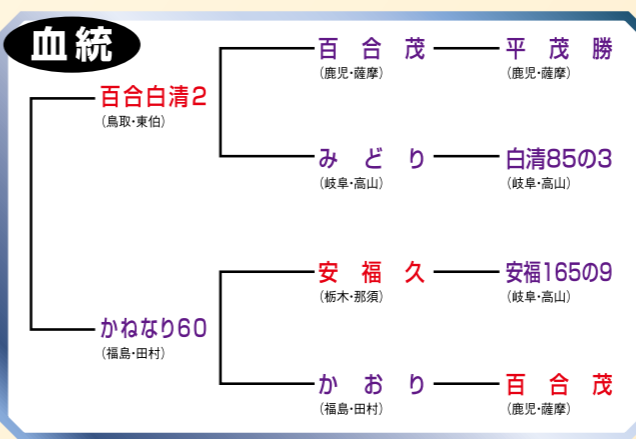 血統
百合白清2
(鳥取・東伯)
百合茂
(鹿児・薩摩)
平茂勝
(鹿児・薩摩)
みどり
(岐阜・高山)
白清85の3
(岐阜・高山)
かねなり60
(福島・田村)
安福久
(栃木・那須)
安福165の9
(岐阜・高山)
かおり
(福島・田村)
百合茂
(鹿児・薩摩)